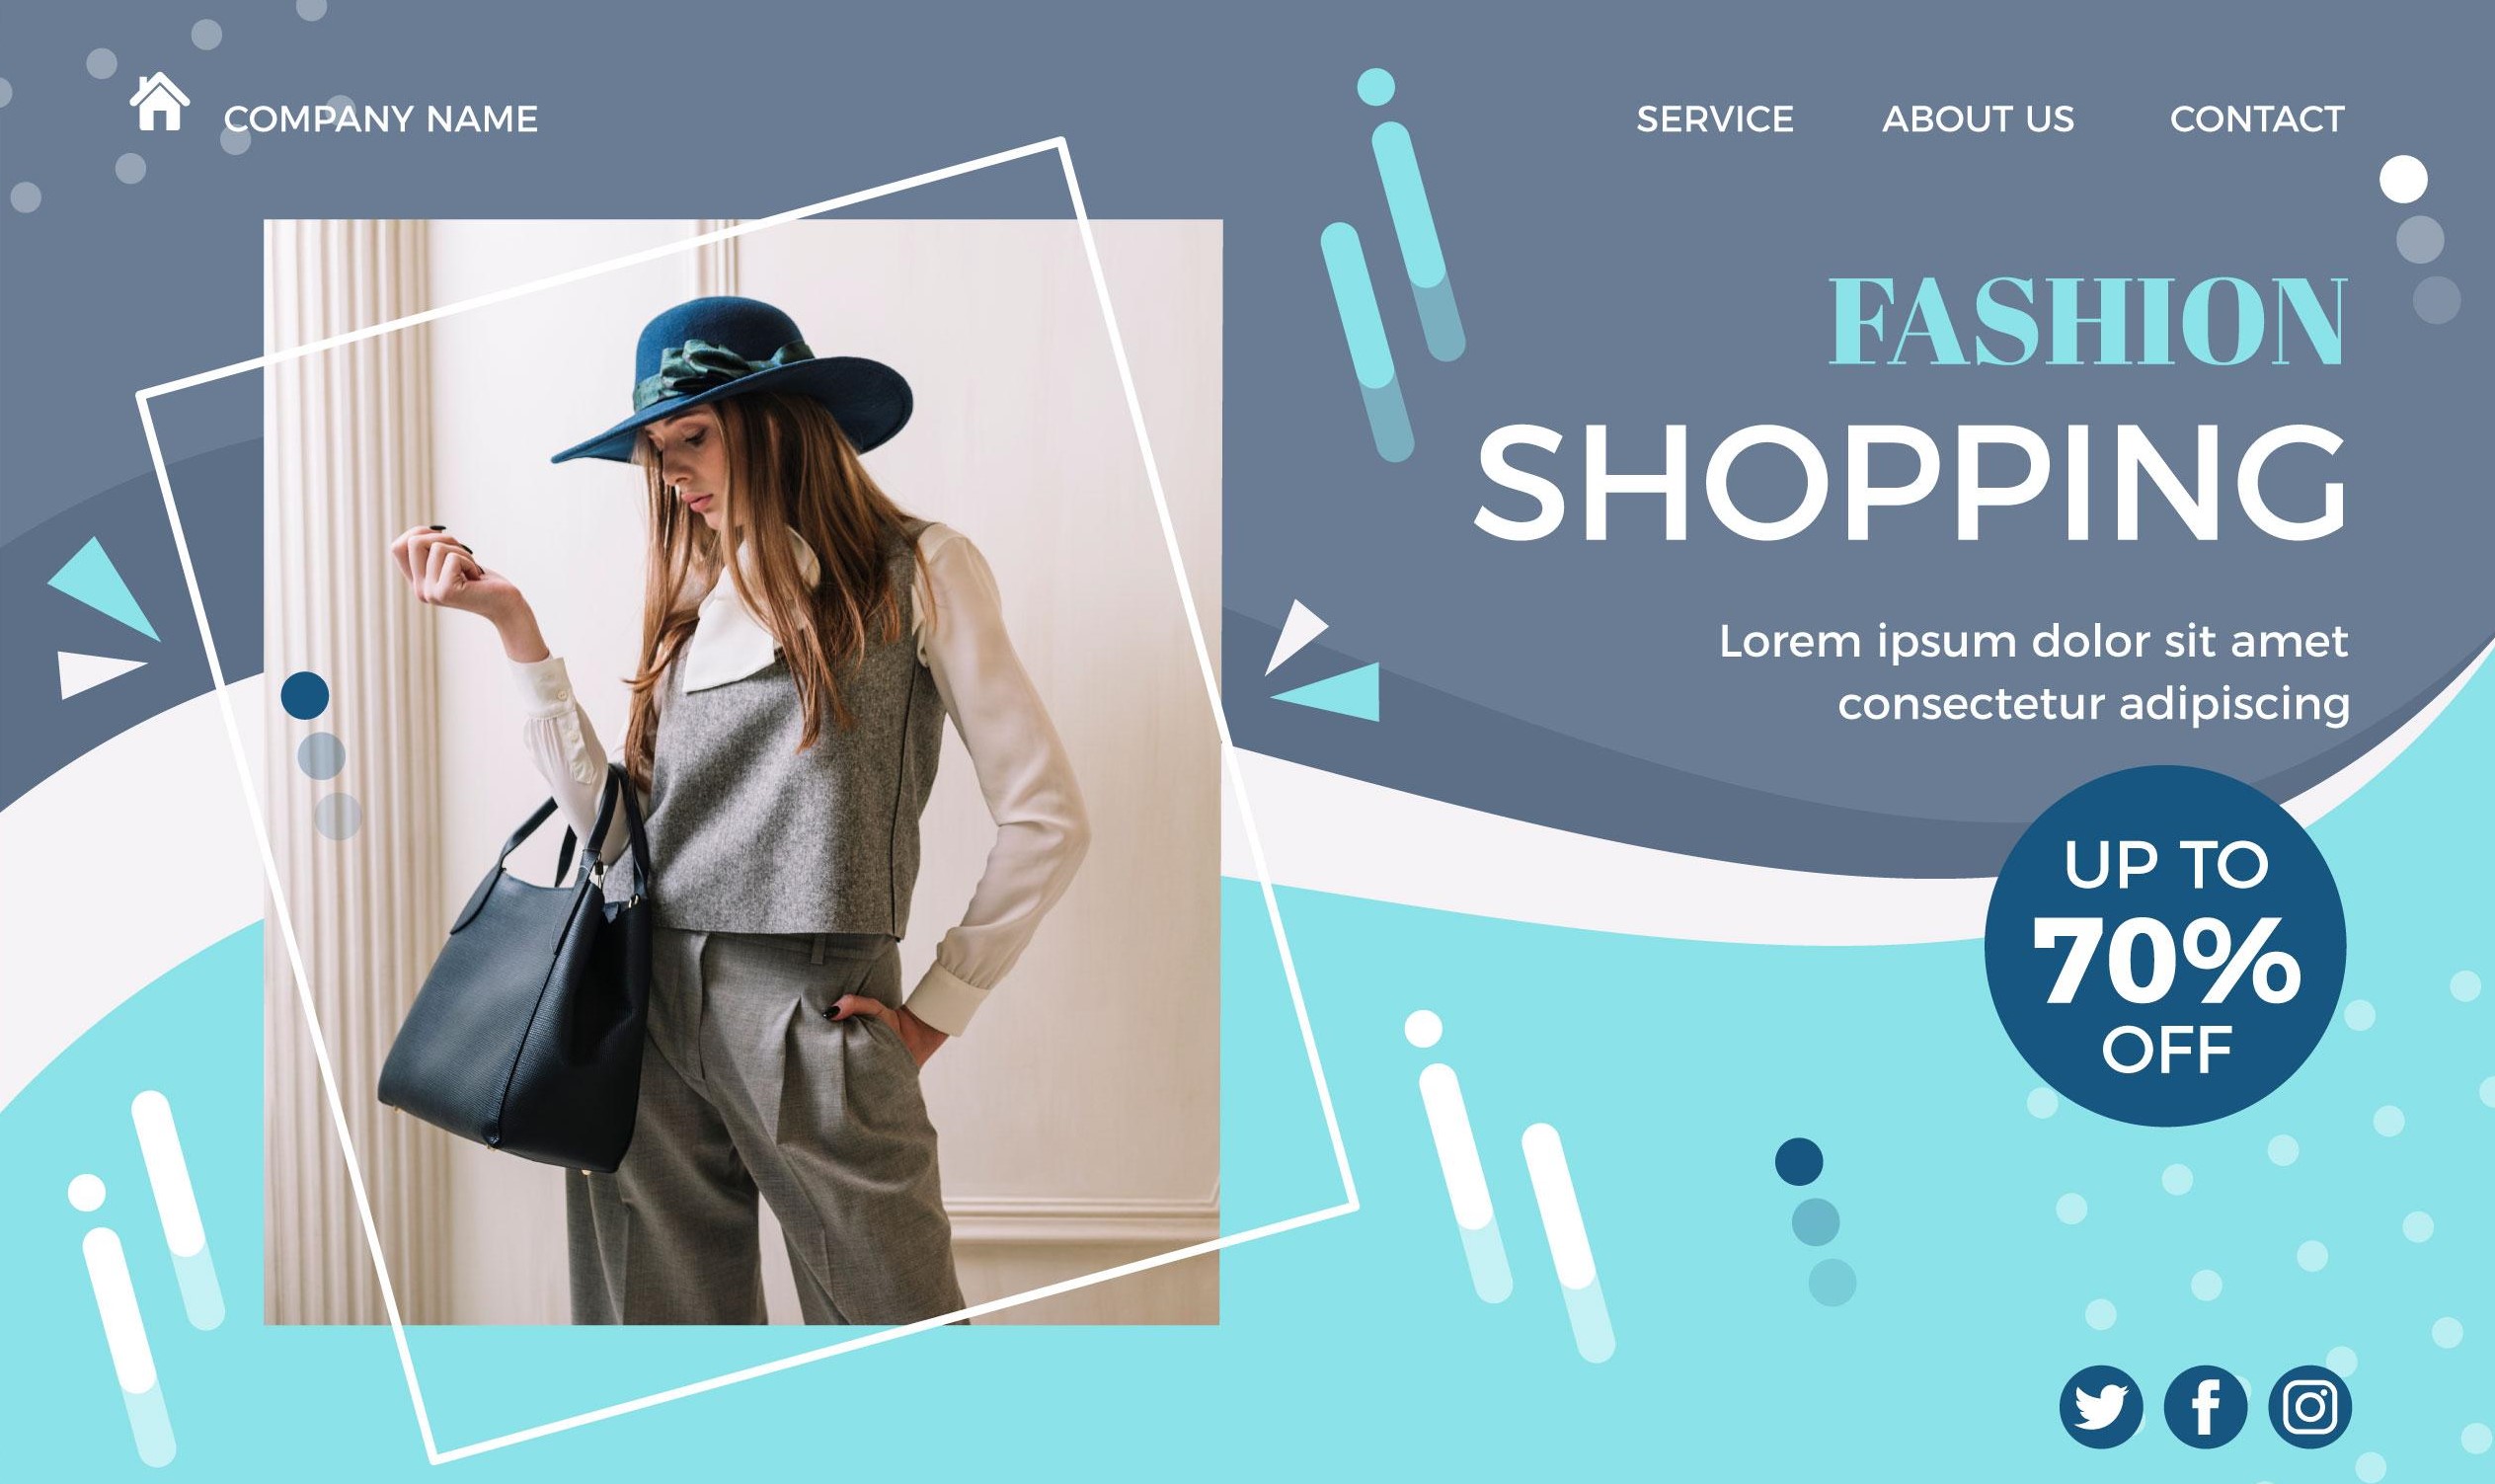 COMPANY NAME
SERVICE ABOUT US CONTACT
FASHION
SHOPPING
Lorem ipsum dolor sit amet
consectetur adipiscing
UP TO
70%
OFF